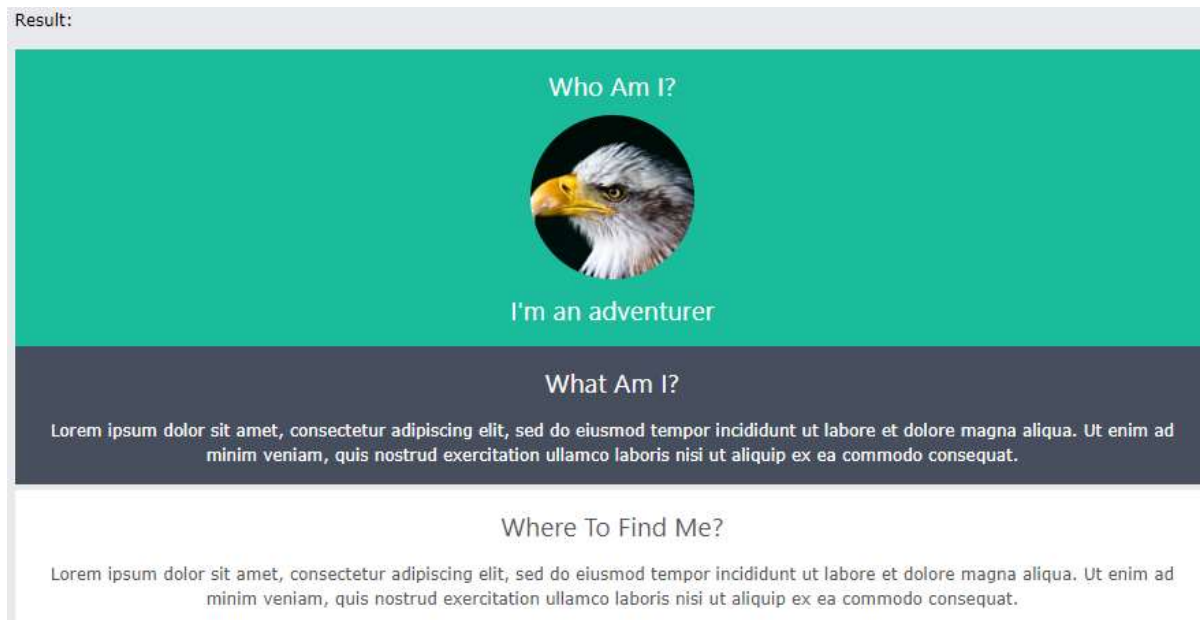 Result:
Who Am I?
I'm an adventurer
What Am I?
Lorem ipsum dolor sit amet, consectetur adipiscing elit, sed do eiusmod tempor incididunt ut labore et dolore magna aliqua. Ut enim ad
minim veniam, quis nostrud exercitation ullamco laboris nisi ut aliquip ex ea commodo consequat.
Where To Find Me?
Lorem ipsum dolor sit amet, consectetur adipiscing elit, sed do eiusmod tempor incididunt ut labore et dolore magna aliqua. Ut enim ad
minim veniam, quis nostrud exercitation ullamco laboris nisi ut aliquip ex ea commodo consequat.